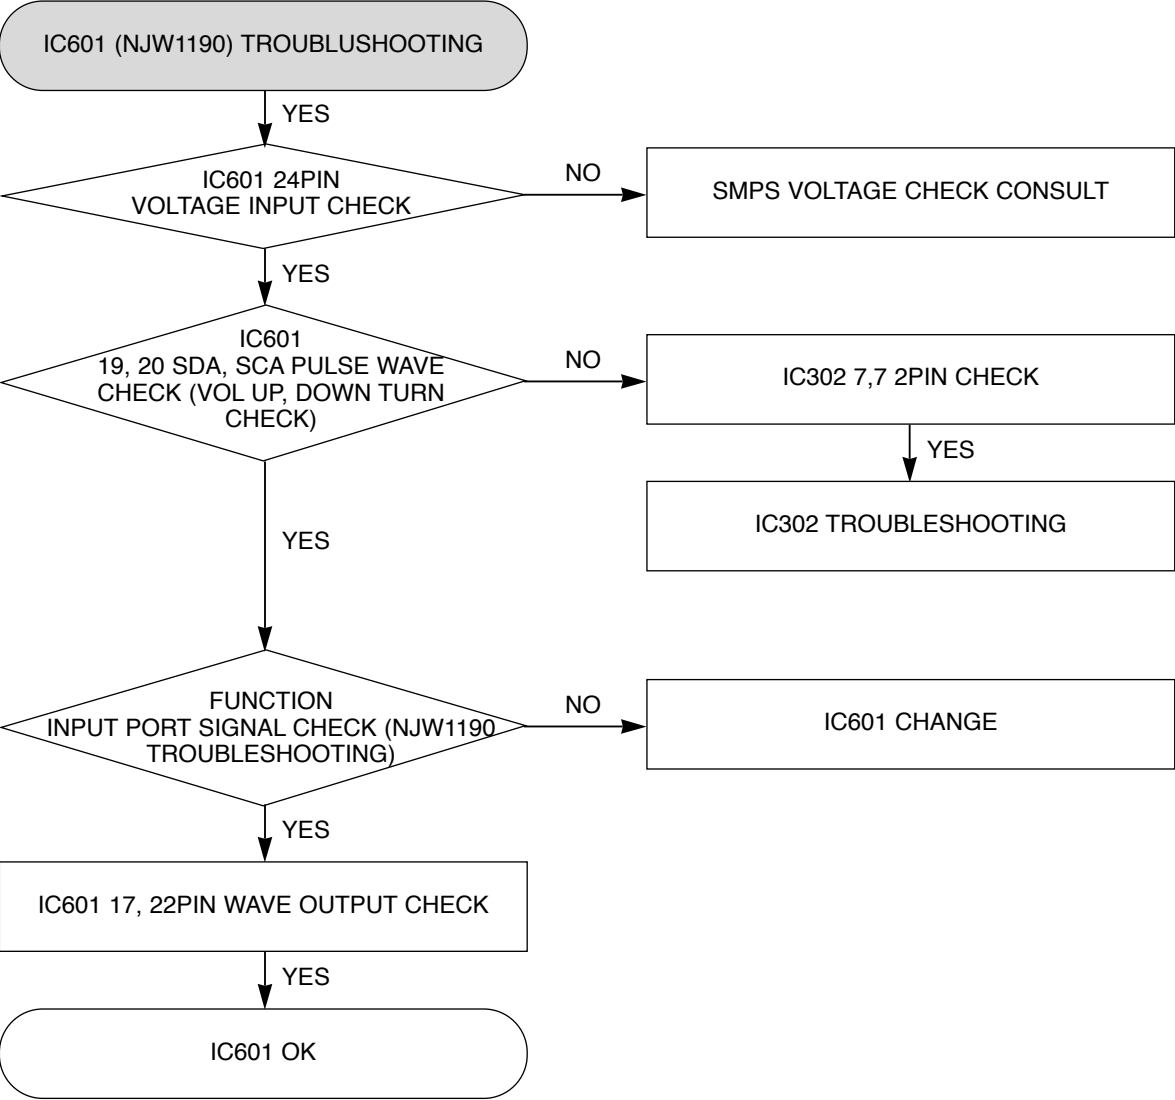 IC601 (NJW1190) TROUBLUSHOOTING
YES
IC601 24PIN
VOLTAGE INPUT CHECK
NO
SMPS VOLTAGE CHECK CONSULT
YES
IC601
19, 20 SDA, SCA PULSE WAVE
CHECK (VOL UP, DOWN TURN
CHECK)
NO
IC302 7,7 2PIN CHECK
YES
IC302 TROUBLESHOOTING
YES
FUNCTION
INPUT PORT SIGNAL CHECK (NJW1190
TROUBLESHOOTING)
NO
IC601 CHANGE
YES
IC601 17, 22PIN WAVE OUTPUT CHECK
YES
IC601 OK